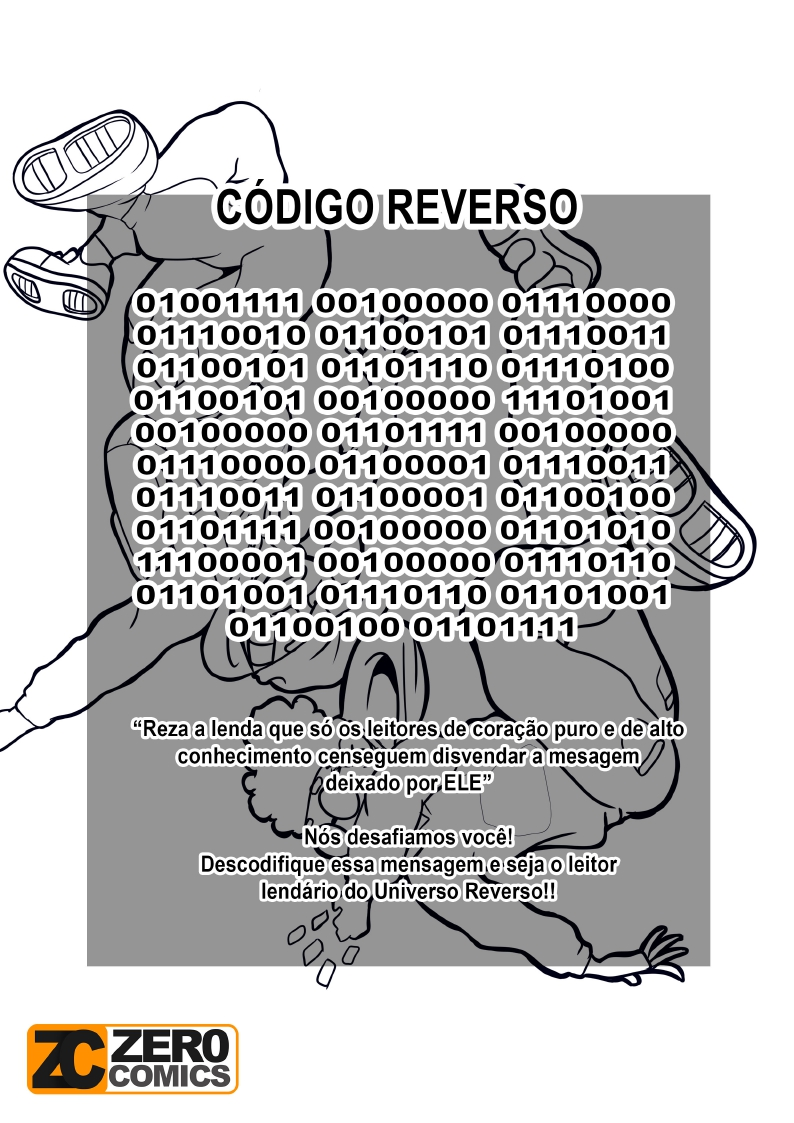 CÓDIGO REVERSO
01001111 00100000 01110000
01110010 01100101 01110011
01100101 01101110 01110100
01100101 00100000 11101001
00100000 01101111 00100000
01110000 01100001 01110011
01110011 01100001 01100100
01101111 00100000 01101010
11100001 00100000 01110110
01101001 01110110 01101001
01100100 01101111
“Reza a lenda que só os leitores de coração puro e de alto
conhecimento censeguem disvendar a mesagem
deixado por ELE”
Nós desafiamos você!
Descodifique essa mensagem e seja o leitor
lendário do Universo Reverso!!
ZC ZERO
COMICS